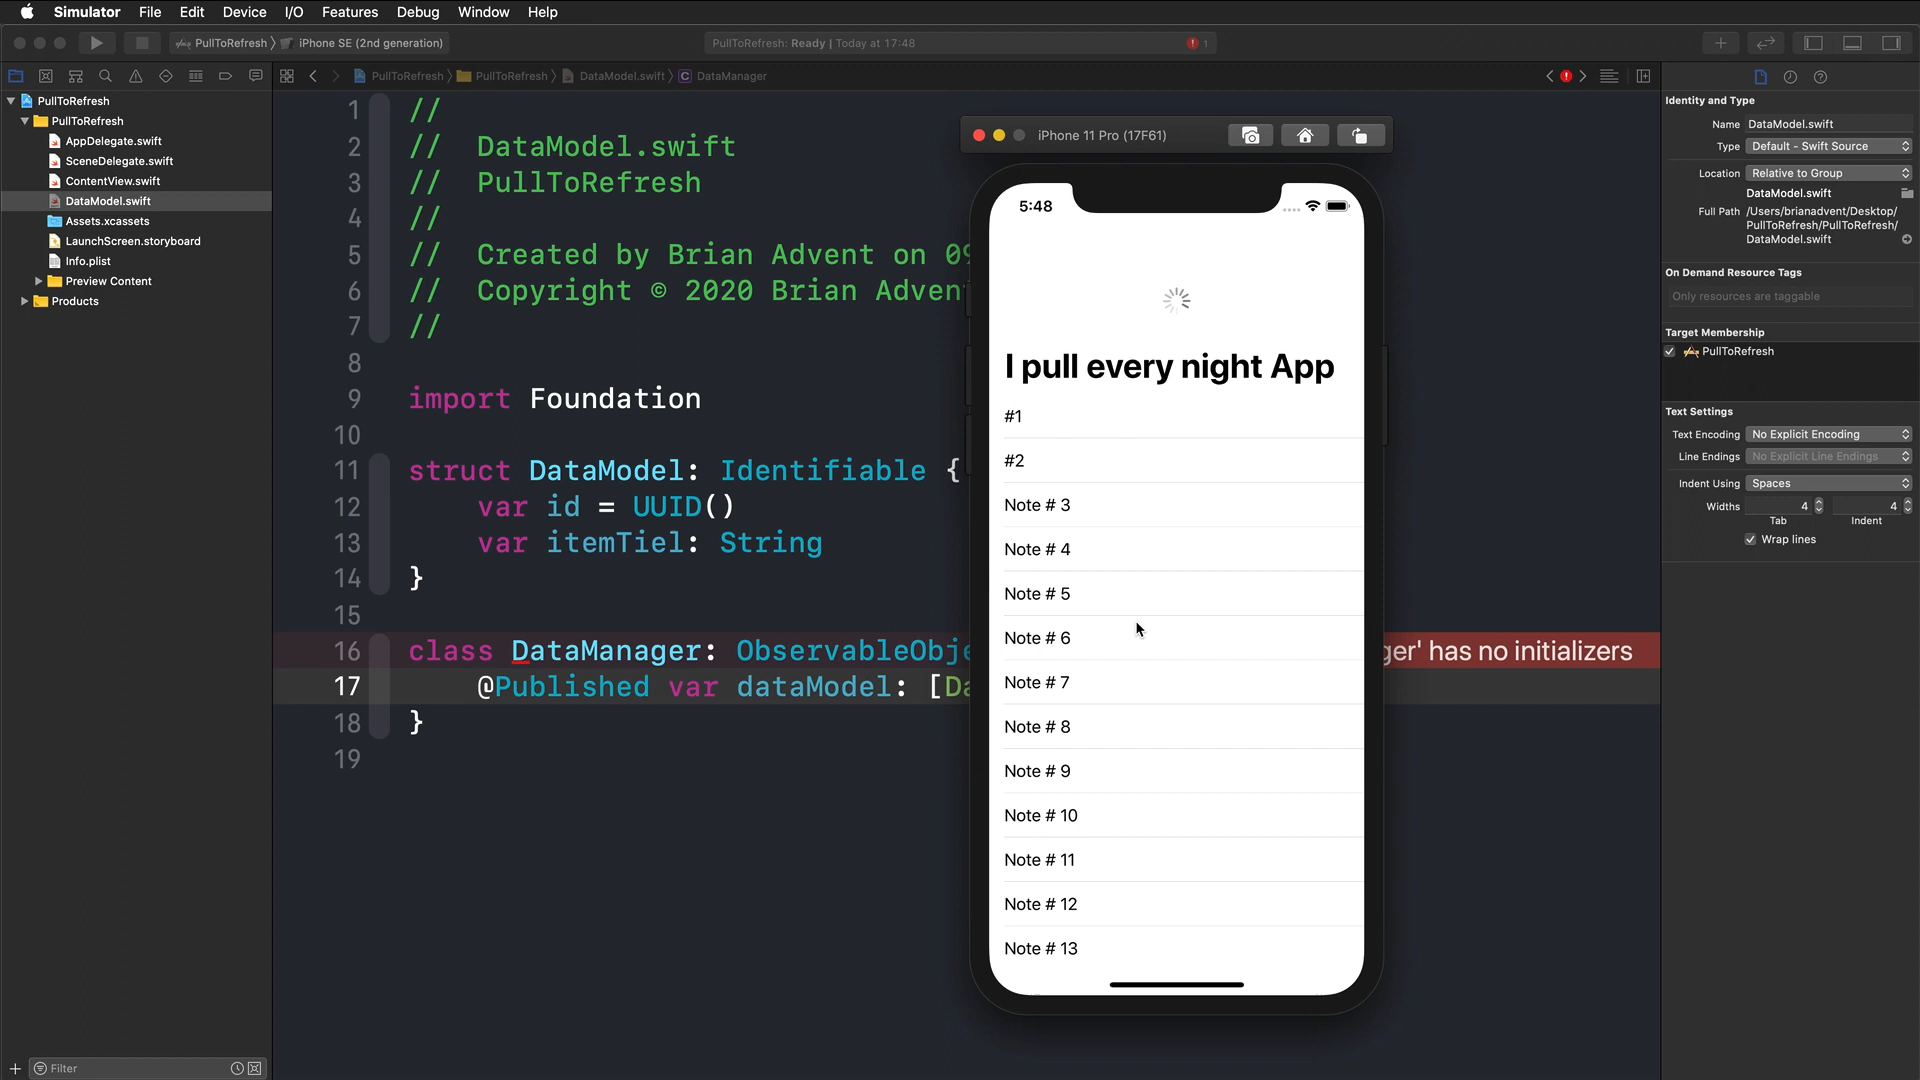 Simulator File Edit Device I/O Features Debug Window Help
PullToRefresh iPhone SE (2nd generation)
PullToRefresh: Ready | Today at 17:48
1
PullToRefresh PullToRefresh DataModel.swift C DataManager
PullToRefresh
PullToRefresh
AppDelegate.swift
SceneDelegate.swift
ContentView.swift
DataModel.swift
Assets.xcassets
LaunchScreen.storyboard
Info.plist
Preview Content
Products
Filter
1 //
2 // DataModel.swift
3 // PullToRefresh
4 //
5 // Created by Brian Advent on 09
6 // Copyright © 2020 Brian Advent
7 //
8
9 import Foundation
10
11 struct DataModel: Identifiable {
12 var id = UUID()
13 var itemTiel: String
14 }
15
16 class DataManager: ObservableObje
ger' has no initializers
17 @Published var dataModel: [Da
18 }
19
iPhone 11 Pro (17F61)
5:48
I pull every night App
#1
#2
Note # 3
Note # 4
Note # 5
Note # 6
Note # 7
Note # 8
Note # 9
Note # 10
Note # 11
Note # 12
Note # 13
Identity and Type
Name DataModel.swift
Type Default - Swift Source
Location Relative to Group
DataModel.swift
Full Path /Users/brianadvent/Desktop/
PullToRefresh/PullToRefresh/
DataModel.swift
On Demand Resource Tags
Only resources are taggable
Target Membership
PullToRefresh
Text Settings
Text Encoding No Explicit Encoding
Line Endings No Explicit Line Endings
Indent Using Spaces
Widths 4 4
Tab Indent
Wrap lines